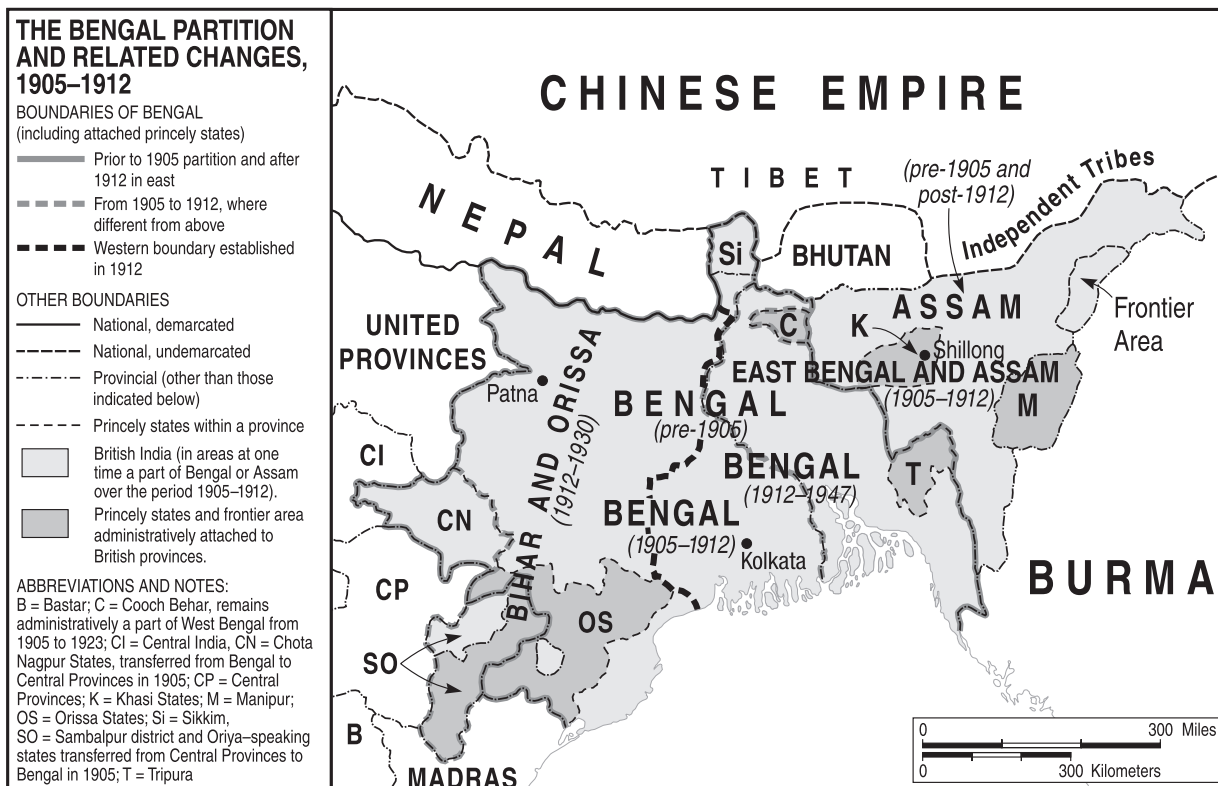 THE BENGAL PARTITION
AND RELATED CHANGES,
1905–1912
BOUNDARIES OF BENGAL
(including attached princely states)
Prior to 1905 partition and after
1912 in east
From 1905 to 1912, where
different from above
Western boundary established
in 1912
OTHER BOUNDARIES
National, demarcated
National, undemarcated
Provincial (other than those
indicated below)
Princely states within a province
British India (in areas at one
time a part of Bengal or Assam
over the period 1905–1912).
Princely states and frontier area
administratively attached to
British provinces.
ABBREVIATIONS AND NOTES:
B = Bastar; C = Cooch Behar, remains
administratively a part of West Bengal from
1905 to 1923; CI = Central India, CN = Chota
Nagpur States, transferred from Bengal to
Central Provinces in 1905; CP = Central
Provinces; K = Khasi States; M = Manipur;
OS = Orissa States; Si = Sikkim,
SO = Sambalpur district and Oriya–speaking
states transferred from Central Provinces to
Bengal in 1905; T = Tripura
CHINESE EMPIRE
TIBET
(pre-1905 and
post-1912)
Independent Tribes
NEPAL
Si
BHUTAN
ASSAM
Frontier
Area
UNITED
PROVINCES
C
K
Shillong
EAST BENGAL AND ASSAM
(1905–1912)
M
Patna
BIHAR AND ORISSA
(1912–1930)
BENGAL
(pre-1905)
CI
BENGAL
(1912–1947)
T
CN
BENGAL
(1905–1912)
Kolkata
CP
BURMA
OS
SO
B
MADRAS
0 300 Miles
0 300 Kilometers